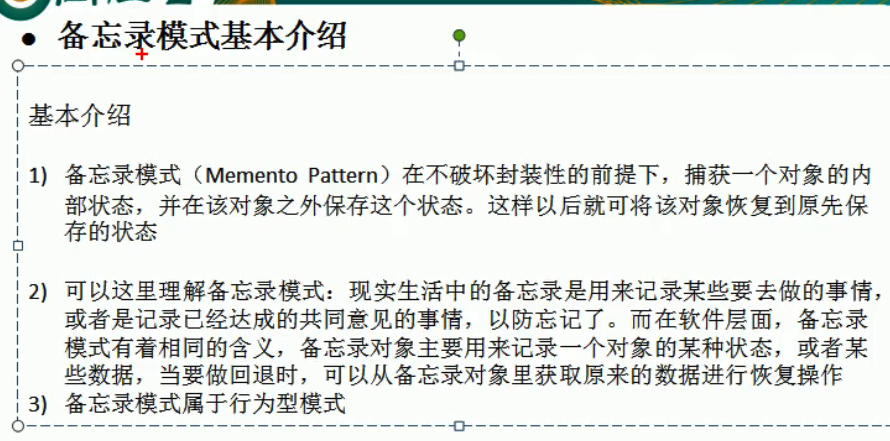 ● 备忘录模式基本介绍
基本介绍
1) 备忘录模式（Memento Pattern）在不破坏封装性的前提下，捕获一个对象的内
部状态，并在该对象之外保存这个状态。这样以后就可将该对象恢复到原先保
存的状态
2) 可以这里理解备忘录模式：现实生活中的备忘录是用来记录某些要去做的事情，
或者是记录已经达成的共同意见的事情，以防忘记了。而在软件层面，备忘录
模式有着相同的含义，备忘录对象主要用来记录一个对象的某种状态，或者某
些数据，当要做回退时，可以从备忘录对象里获取原来的数据进行恢复操作
3) 备忘录模式属于行为型模式